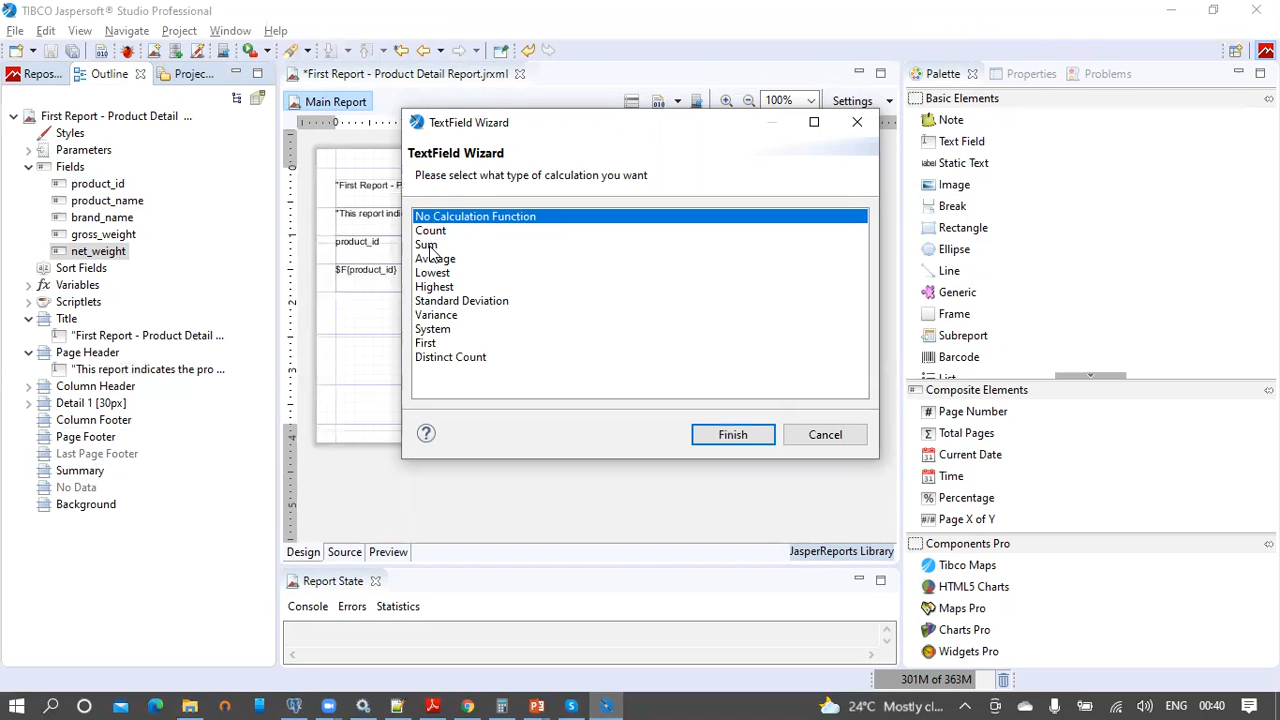 TIBCO Jaspersoft® Studio Professional
File Edit View Navigate Project Window Help
Repos... Outline Projec...
First Report - Product Detail ...
Styles
Parameters
Fields
product_id
product_name
brand_name
gross_weight
net_weight
Sort Fields
Variables
Scriptlets
Title
"First Report - Product Detail ...
Page Header
"This report indicates the pro ...
Column Header
Detail 1 [30px]
Column Footer
Page Footer
Last Page Footer
Summary
No Data
Background
*First Report - Product Detail Report.jrxml
Main Report 100% Settings
"First Report - P
"This report indi
product_id
$F{product_id}
TextField Wizard
TextField Wizard
Please select what type of calculation you want
No Calculation Function
Count
Sum
Average
Lowest
Highest
Standard Deviation
Variance
System
First
Distinct Count
Finish Cancel
Design Source Preview JasperReports Library
Report State
Console Errors Statistics
Palette Properties Problems
Basic Elements
Note
Text Field
label Static Text
Image
Break
Rectangle
Ellipse
Line
Generic
Frame
Subreport
Barcode
Composite Elements
# Page Number
Σ Total Pages
Current Date
Time
% Percentage
#/# Page X of Y
Components Pro
Tibco Maps
HTML5 Charts
Maps Pro
Charts Pro
Widgets Pro
301M of 363M
24°C Mostly cl... ENG 00:40